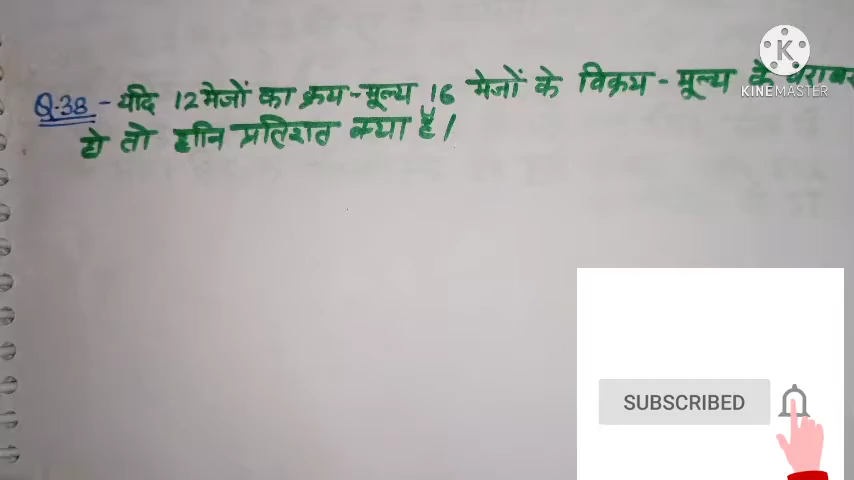 KINEMASTER
Q.38 - यदि 12 मेजों का क्रय-मूल्य 16 मेजों के विक्रय - मूल्य के बराबर
हो तो हानि प्रतिशत क्या है।
SUBSCRIBED